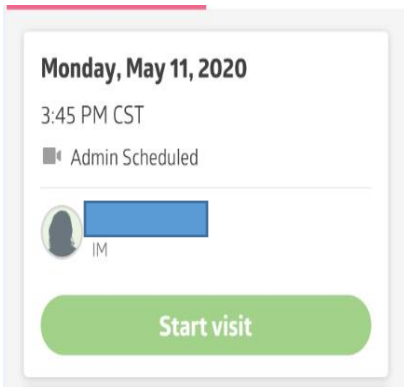 Monday, May 11, 2020
3:45 PM CST
Admin Scheduled
IM
Start visit